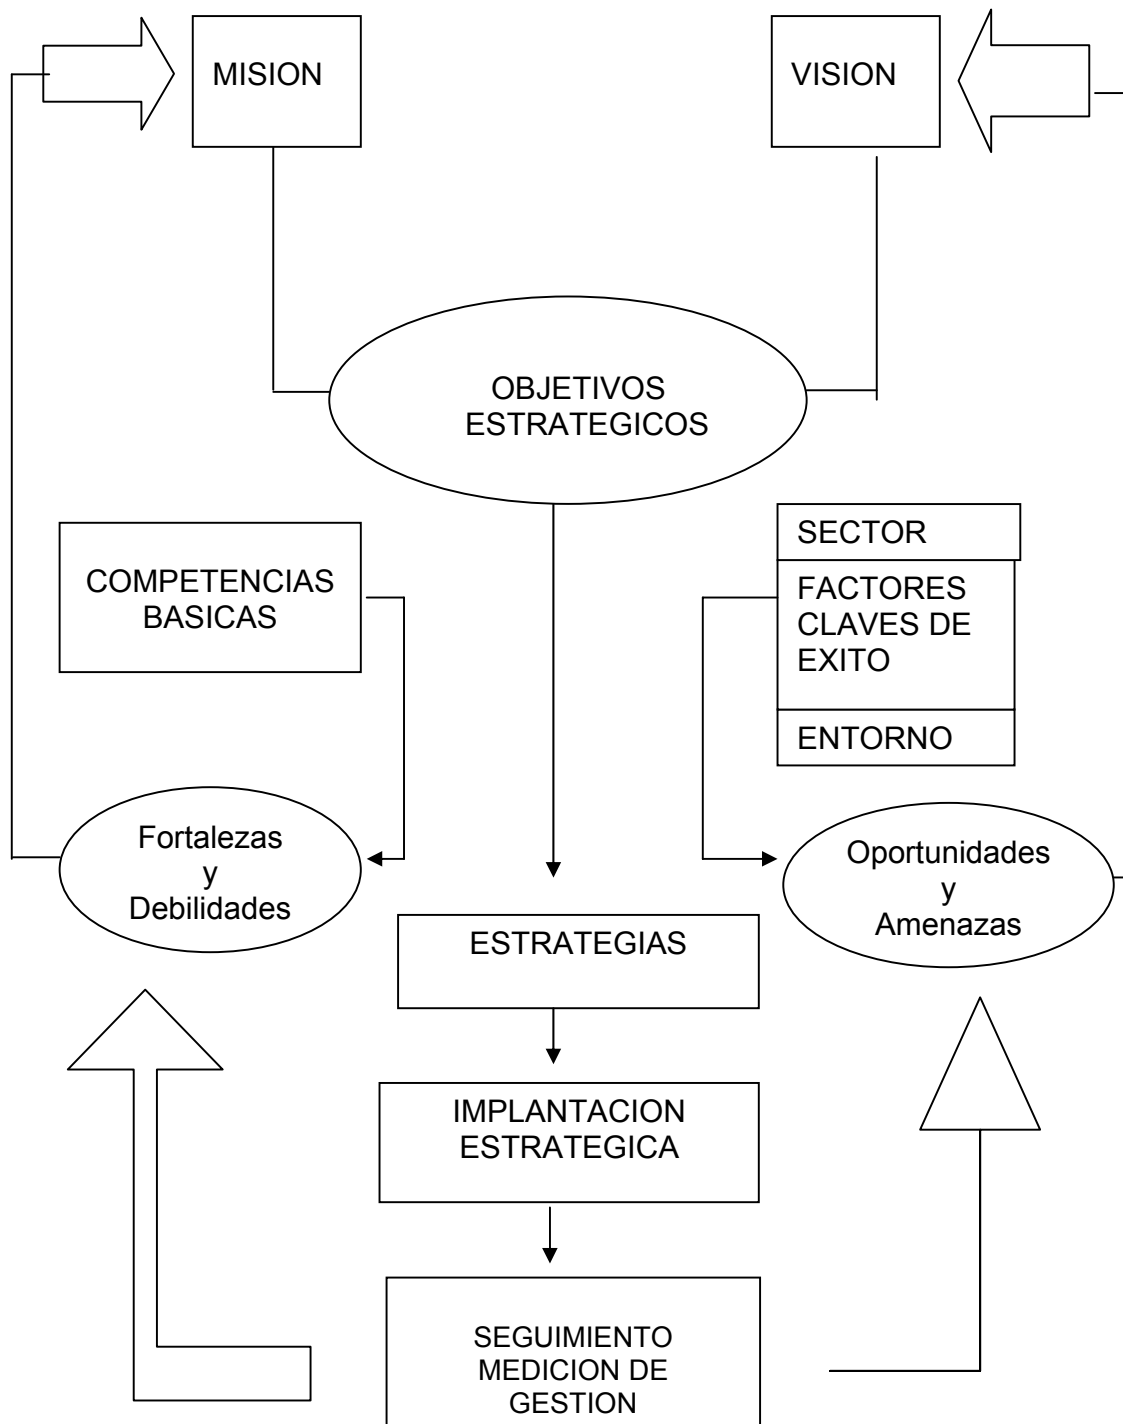 MISION
VISION
OBJETIVOS
ESTRATEGICOS
COMPETENCIAS
BASICAS
SECTOR
FACTORES
CLAVES DE
EXITO
ENTORNO
Fortalezas
y
Debilidades
Oportunidades
y
Amenazas
ESTRATEGIAS
IMPLANTACION
ESTRATEGICA
SEGUIMIENTO
MEDICION DE
GESTION